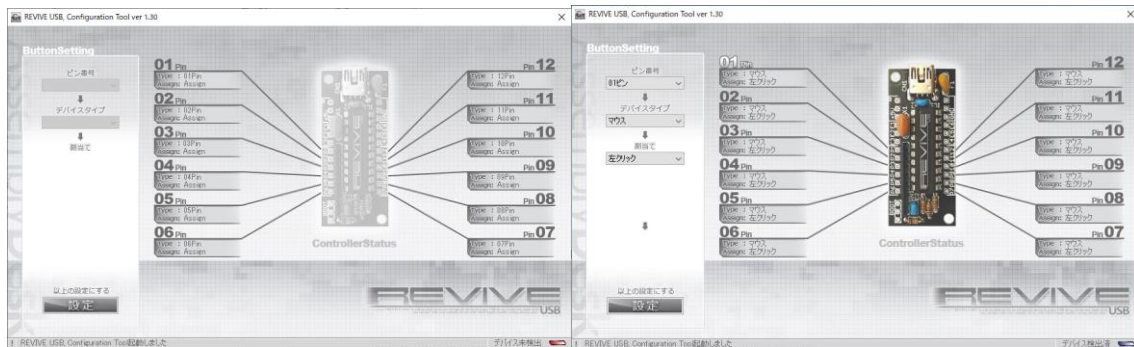 REVIVE USB, Configuration Tool ver 1.30
ButtonSetting
ピン番号
デバイスタイプ
割当て
以上の設定にする
設定
01 Pin
Type : 01Pin
Assign: Assign
02 Pin
Type : 02Pin
Assign: Assign
03 Pin
Type : 03Pin
Assign: Assign
04 Pin
Type : 04Pin
Assign: Assign
05 Pin
Type : 05Pin
Assign: Assign
06 Pin
Type : 06Pin
Assign: Assign
Pin 12
Type : 12Pin
Assign: Assign
Pin 11
Type : 11Pin
Assign: Assign
Pin 10
Type : 10Pin
Assign: Assign
Pin 09
Type : 09Pin
Assign: Assign
Pin 08
Type : 08Pin
Assign: Assign
Pin 07
Type : 07Pin
Assign: Assign
ControllerStatus
REVIVE
USB
! REVIVE USB, Configuration Tool起動しました
デバイス未検出
REVIVE USB, Configuration Tool ver 1.30
ButtonSetting
ピン番号
01ピン
デバイスタイプ
マウス
割当て
左クリック
以上の設定にする
設定
01 Pin
Type : マウス
Assign: 左クリック
02 Pin
Type : マウス
Assign: 左クリック
03 Pin
Type : マウス
Assign: 左クリック
04 Pin
Type : マウス
Assign: 左クリック
05 Pin
Type : マウス
Assign: 左クリック
06 Pin
Type : マウス
Assign: 左クリック
Pin 12
Type : マウス
Assign: 左クリック
Pin 11
Type : マウス
Assign: 左クリック
Pin 10
Type : マウス
Assign: 左クリック
Pin 09
Type : マウス
Assign: 左クリック
Pin 08
Type : マウス
Assign: 左クリック
Pin 07
Type : マウス
Assign: 左クリック
ControllerStatus
REVIVE
USB
! REVIVE USB, Configuration Tool起動しました
デバイス検出済